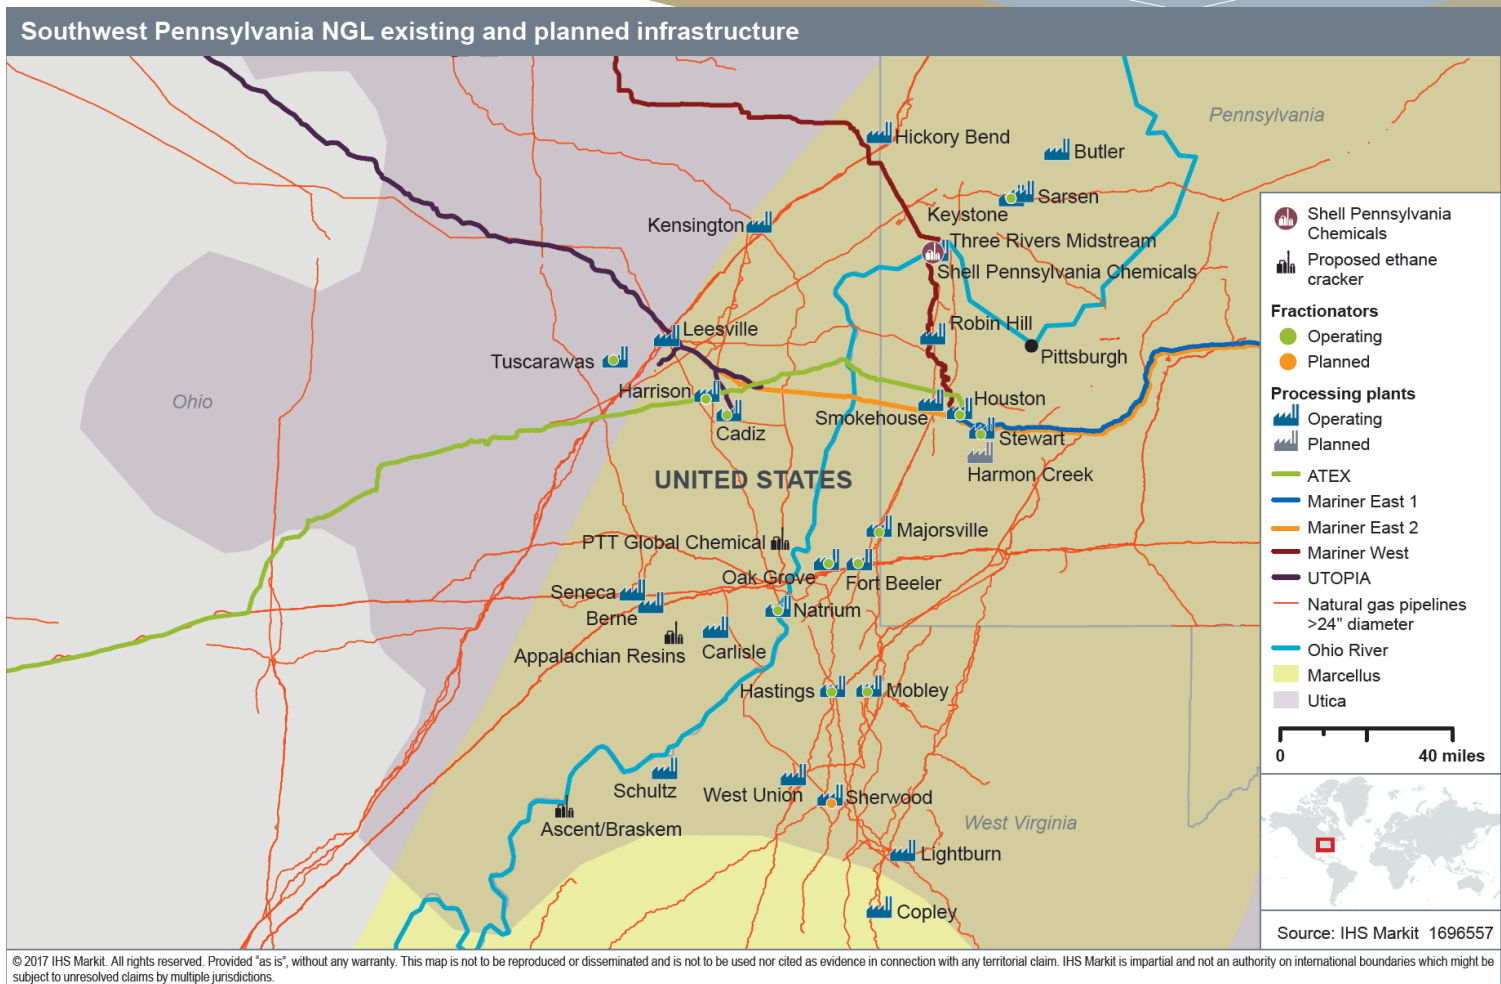 Southwest Pennsylvania NGL existing and planned infrastructure
Pennsylvania
Hickory Bend
Butler
Sarsen
Keystone
Kensington
Three Rivers Midstream
Shell Pennsylvania Chemicals
Robin Hill
Leesville
Pittsburgh
Tuscarawas
Harrison
Ohio
Houston
Smokehouse
Cadiz
Stewart
Harmon Creek
UNITED STATES
Majorsville
PTT Global Chemical
Oak Grove
Fort Beeler
Seneca
Berne
Natrium
Appalachian Resins
Carlisle
Hastings
Mobley
Schultz
West Union
Sherwood
Ascent/Braskem
West Virginia
Lightburn
Copley
Shell Pennsylvania
Chemicals
Proposed ethane
cracker
Fractionators
Operating
Planned
Processing plants
Operating
Planned
ATEX
Mariner East 1
Mariner East 2
Mariner West
UTOPIA
Natural gas pipelines
>24" diameter
Ohio River
Marcellus
Utica
0 40 miles
Source: IHS Markit 1696557
© 2017 IHS Markit. All rights reserved. Provided "as is", without any warranty. This map is not to be reproduced or disseminated and is not to be used nor cited as evidence in connection with any territorial claim. IHS Markit is impartial and not an authority on international boundaries which might be
subject to unresolved claims by multiple jurisdictions.